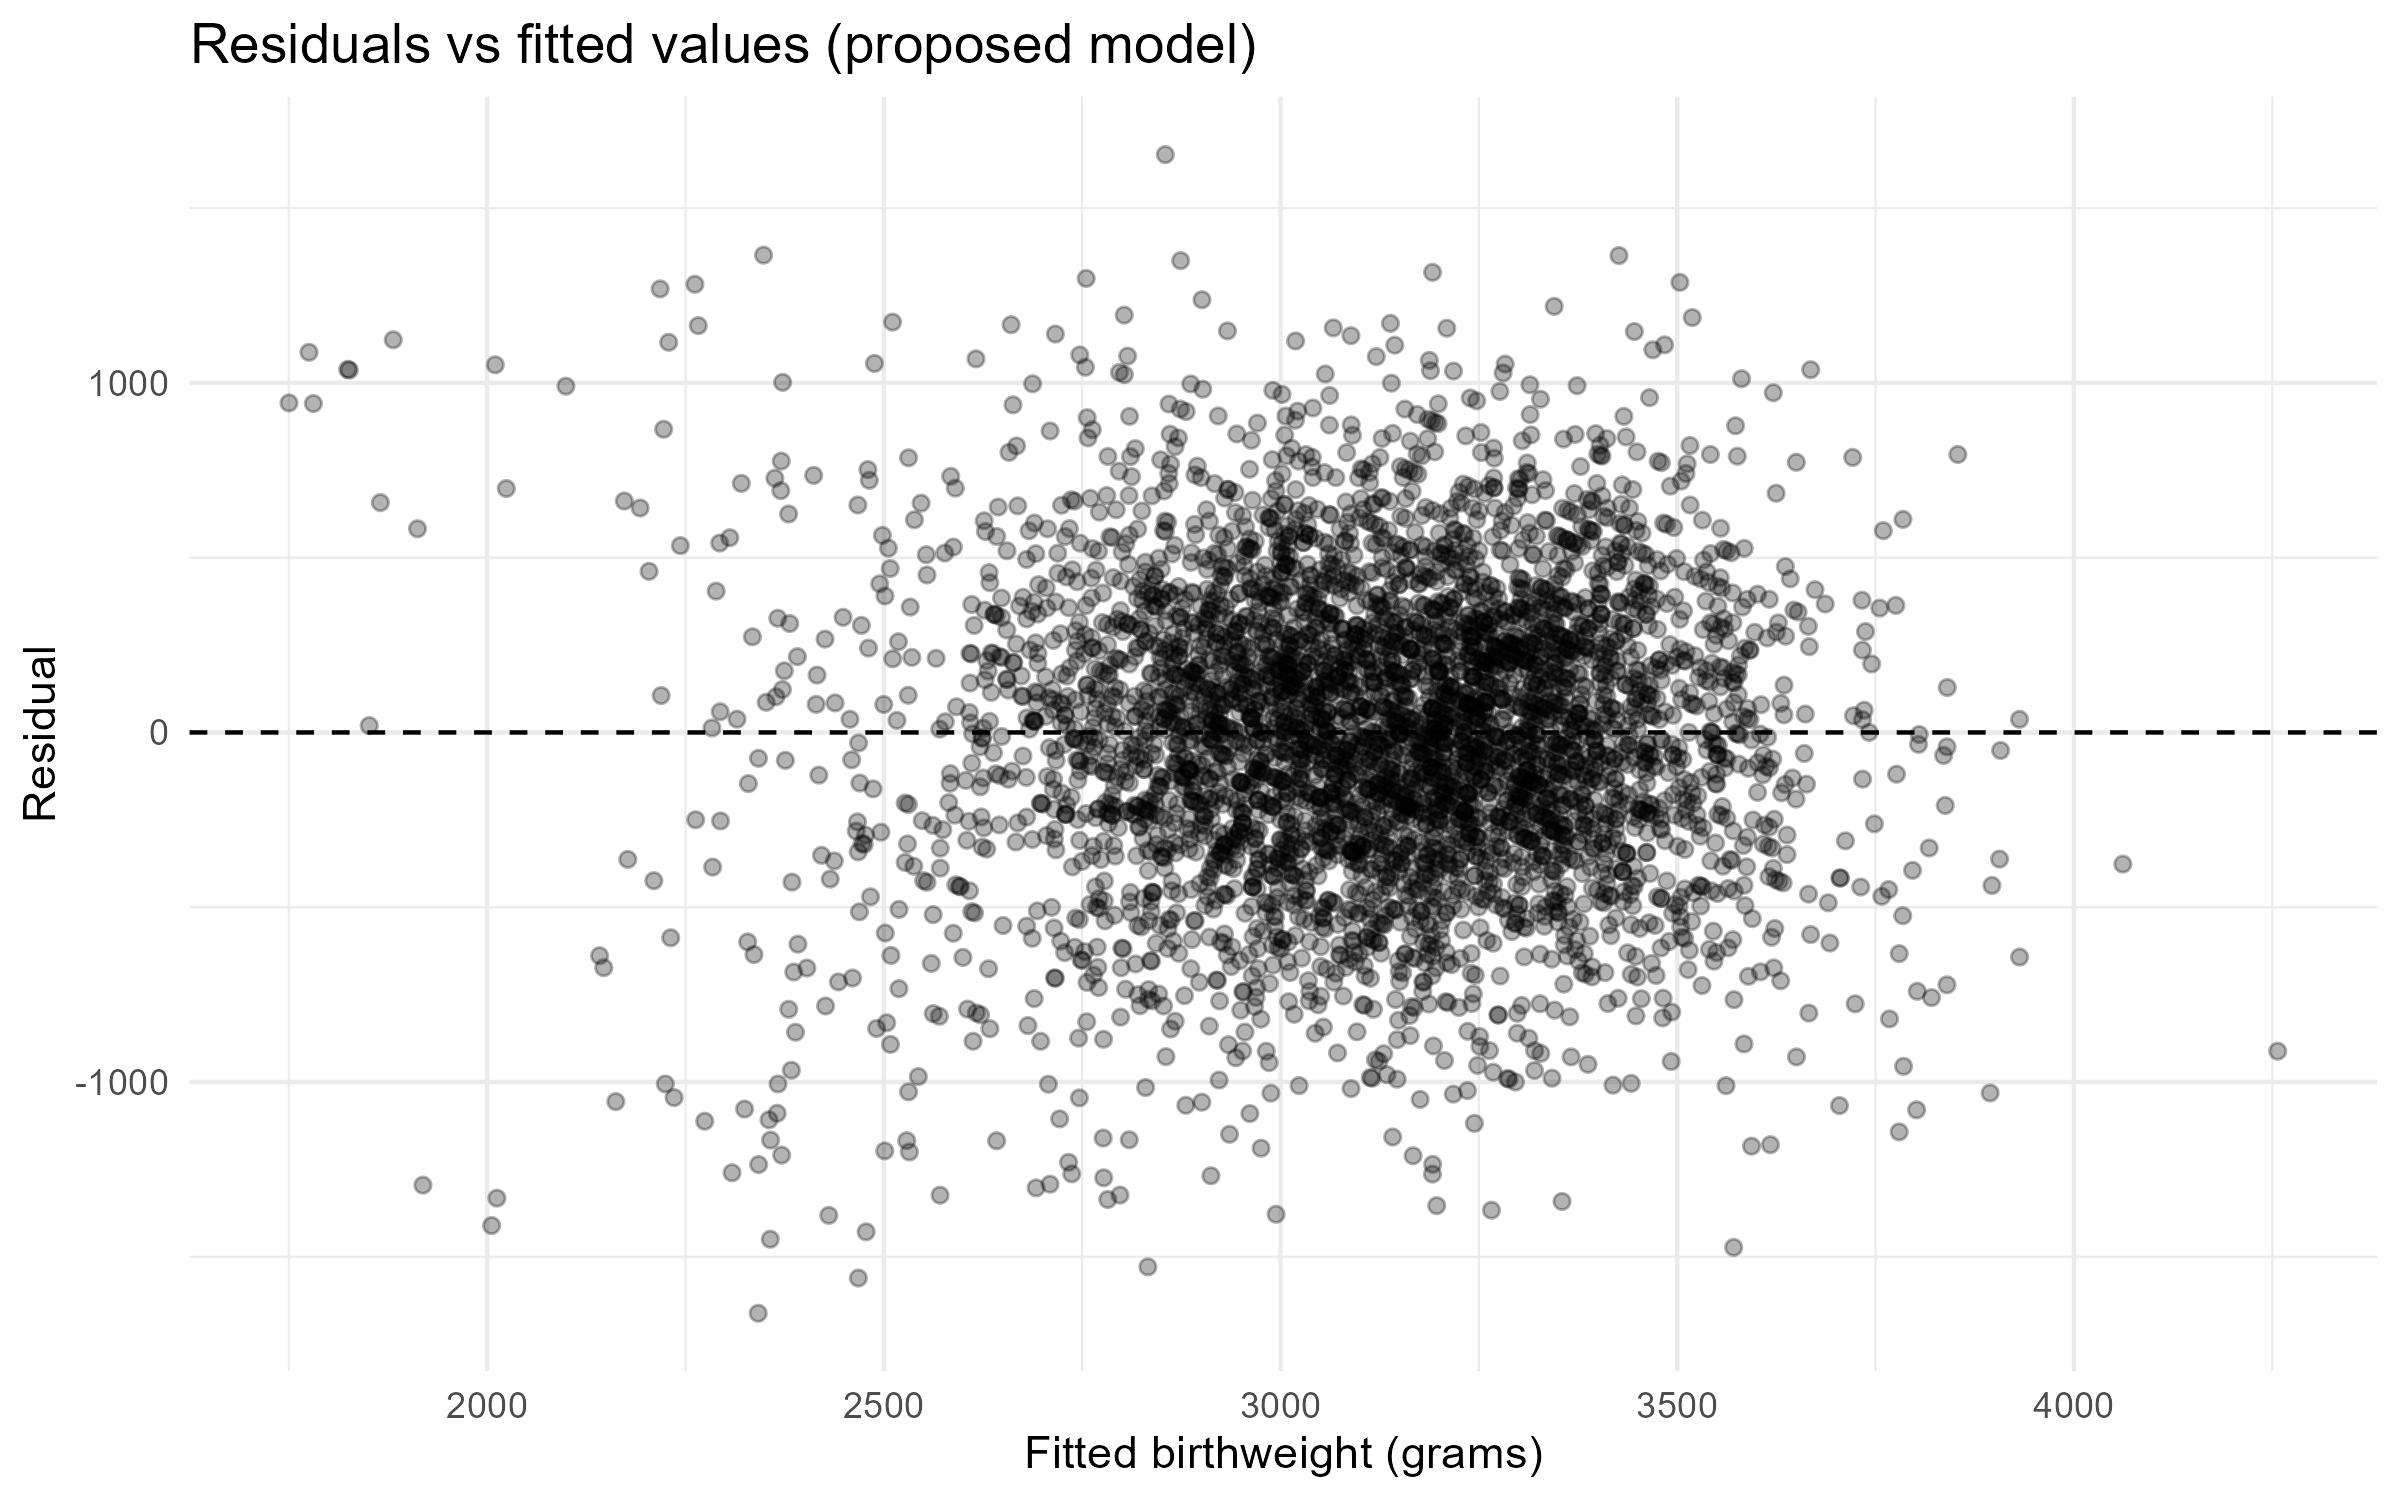 Residuals vs fitted values (proposed model)
Residual
1000
0
-1000
2000 2500 3000 3500 4000
Fitted birthweight (grams)